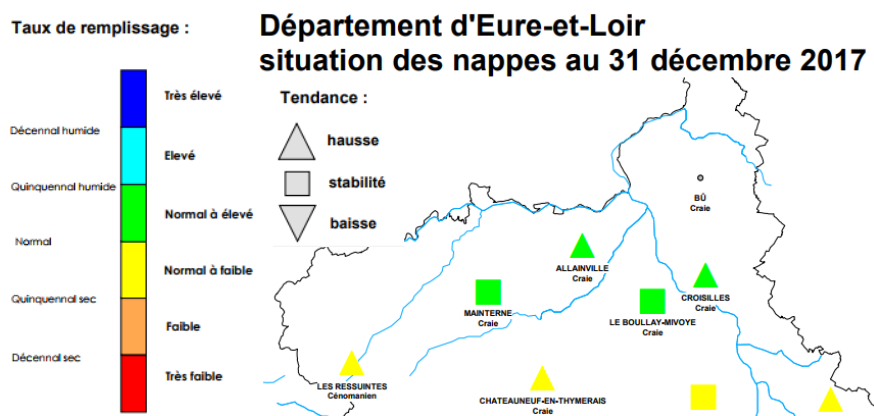 Taux de remplissage :
Département d'Eure-et-Loir
situation des nappes au 31 décembre 2017
Très élevé
Décennal humide
Elevé
Quinquennal humide
Normal à élevé
Normal
Normal à faible
Quinquennal sec
Faible
Décennal sec
Très faible
Tendance :
hausse
stabilité
baisse
BÛ
Craie
ALLAINVILLE
Craie
CROISILLES
Craie
MAINTERNE
Craie
LE BOULLAY-MIVOYE
Craie
LES RESSUINTES
Cénomanien
CHATEAUNEUF-EN-THYMERAIS
Craie